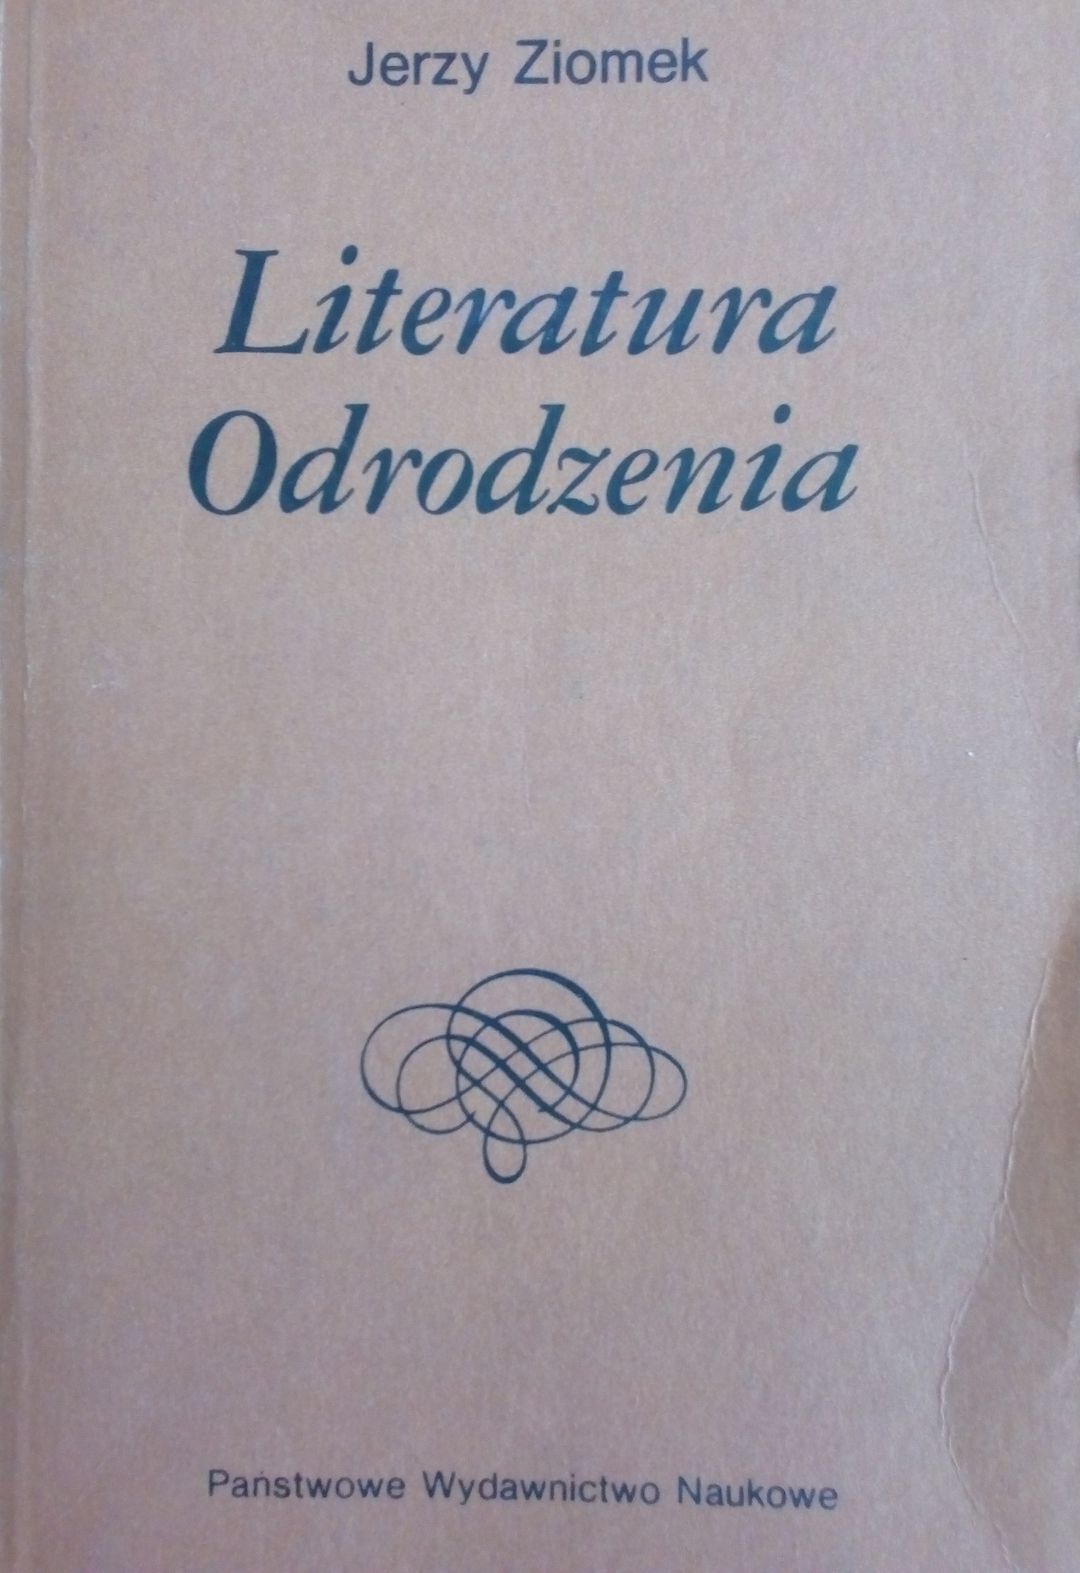 Jerzy Ziomek
Literatura
Odrodzenia
Państwowe Wydawnictwo Naukowe